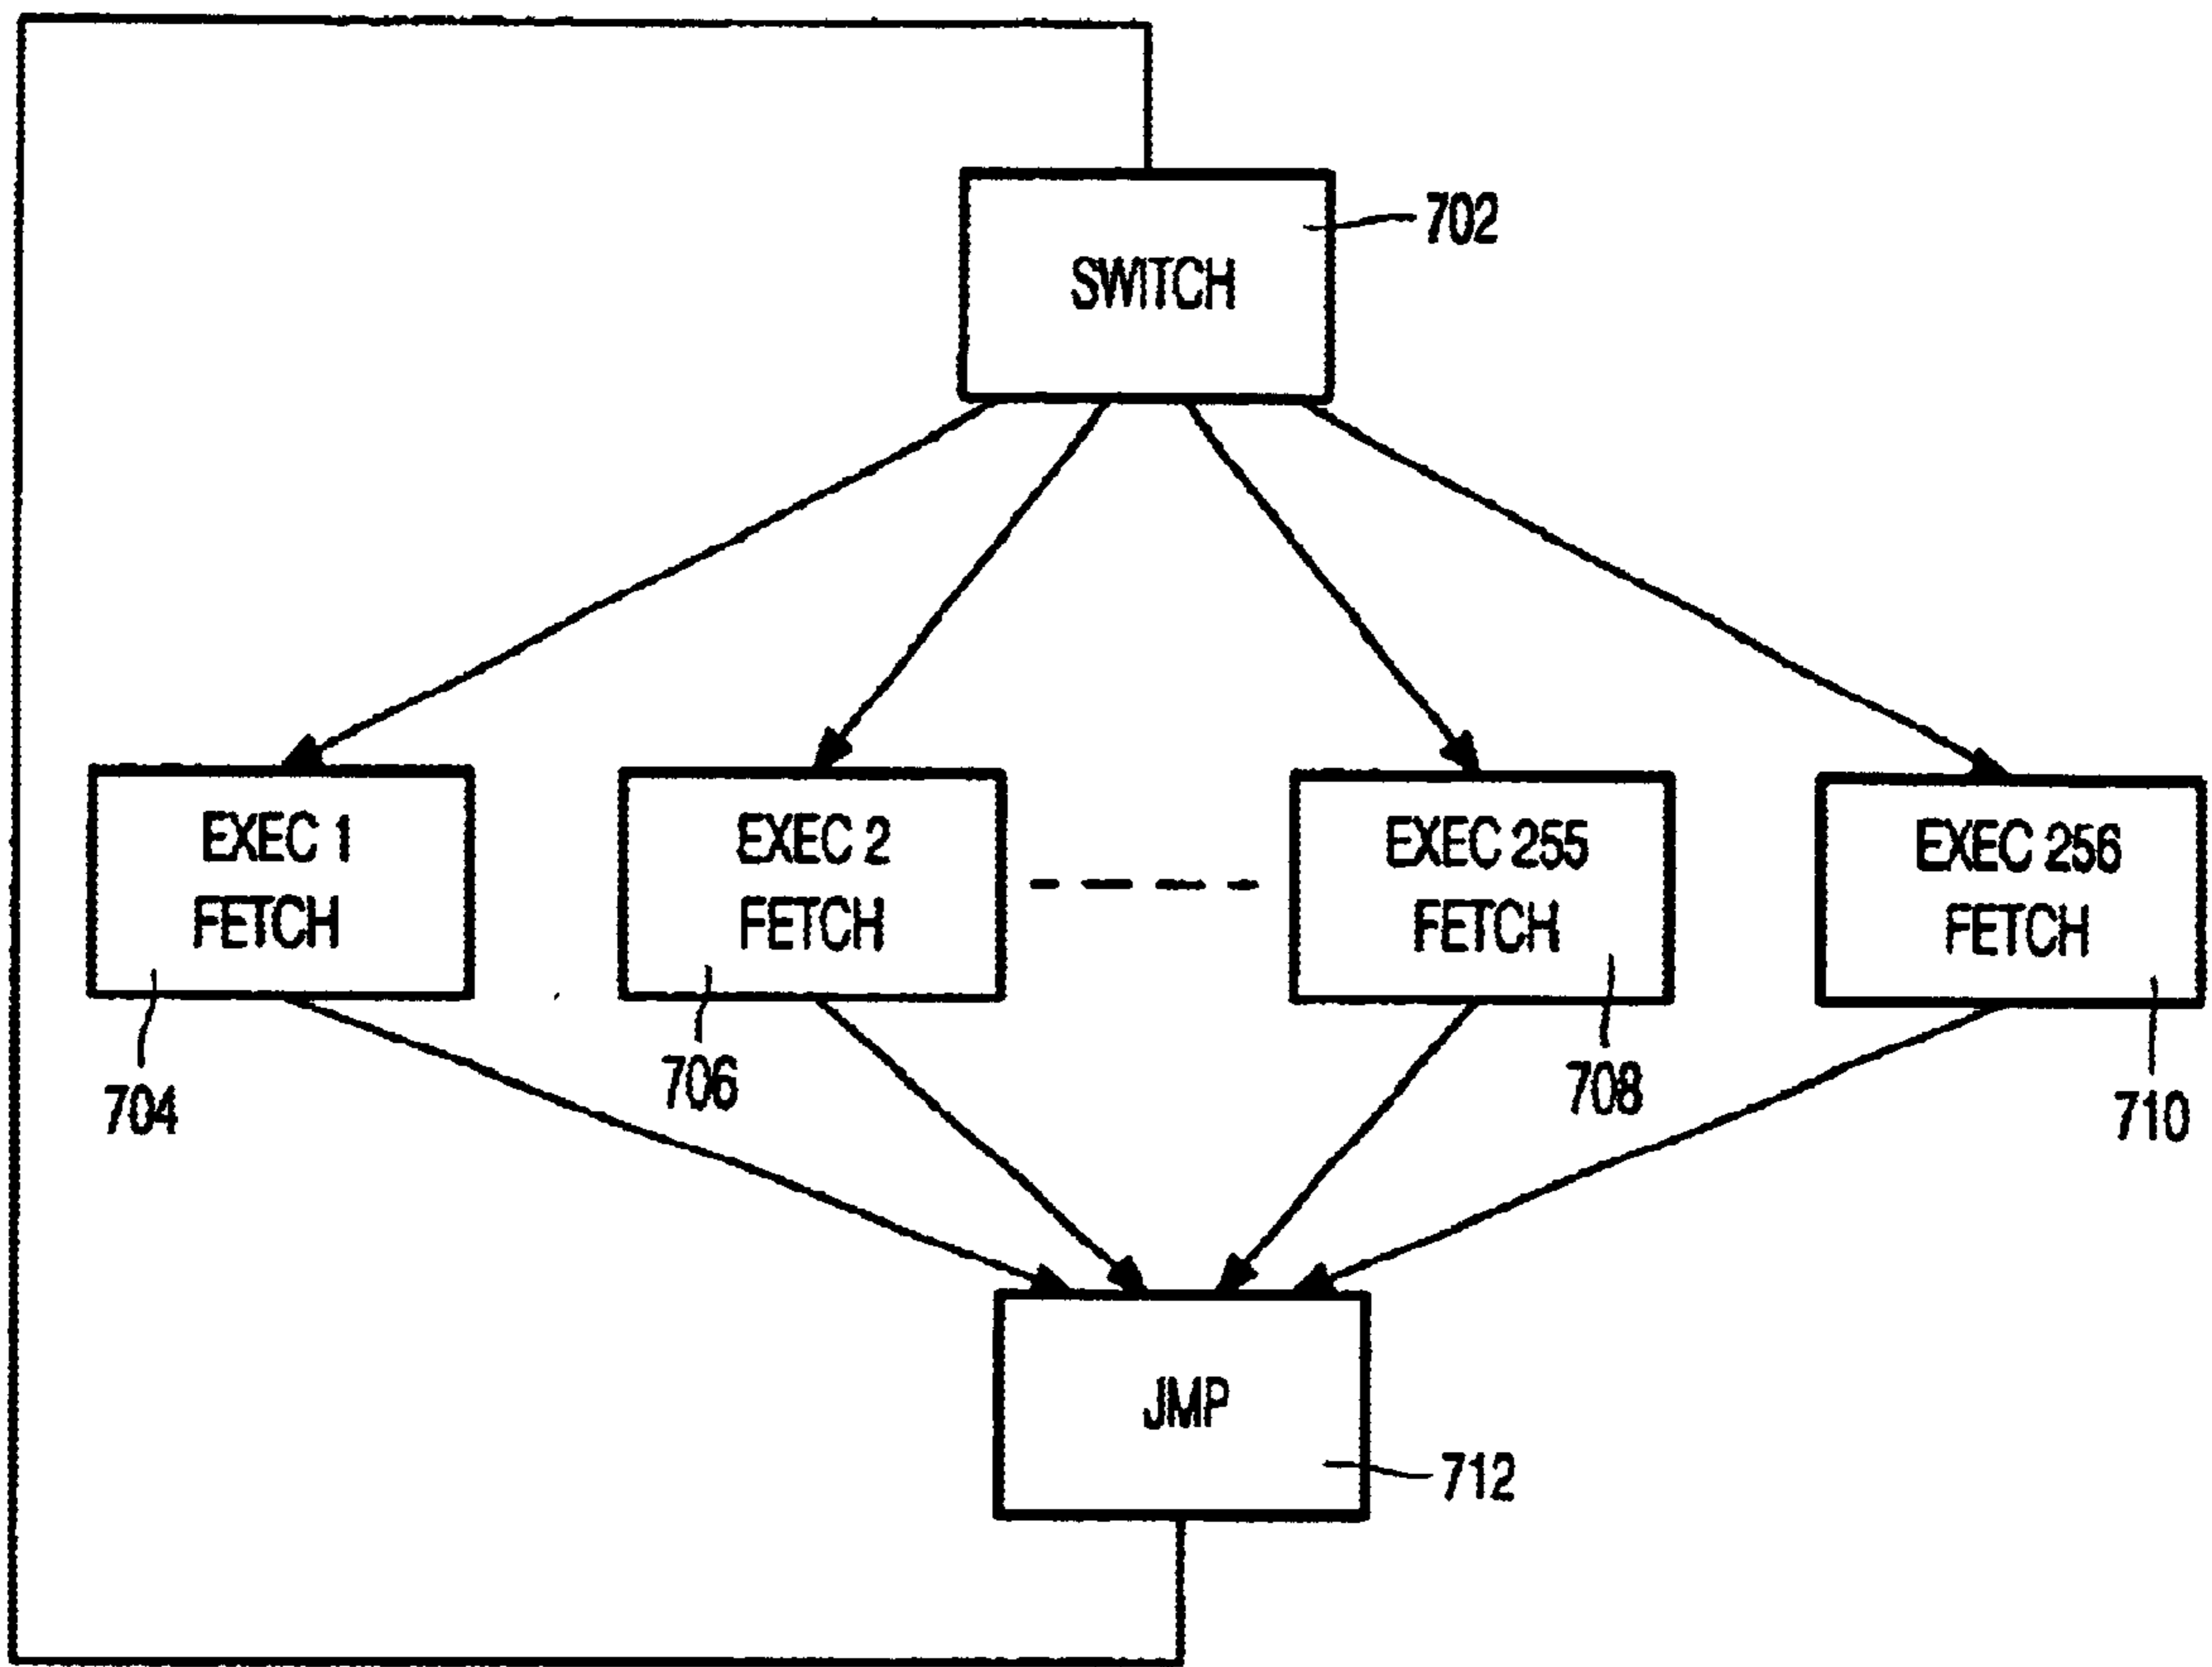 702
SWITCH
EXEC 1
FETCH
EXEC 2
FETCH
EXEC 255
FETCH
EXEC 256
FETCH
704
706
708
710
JMP
712